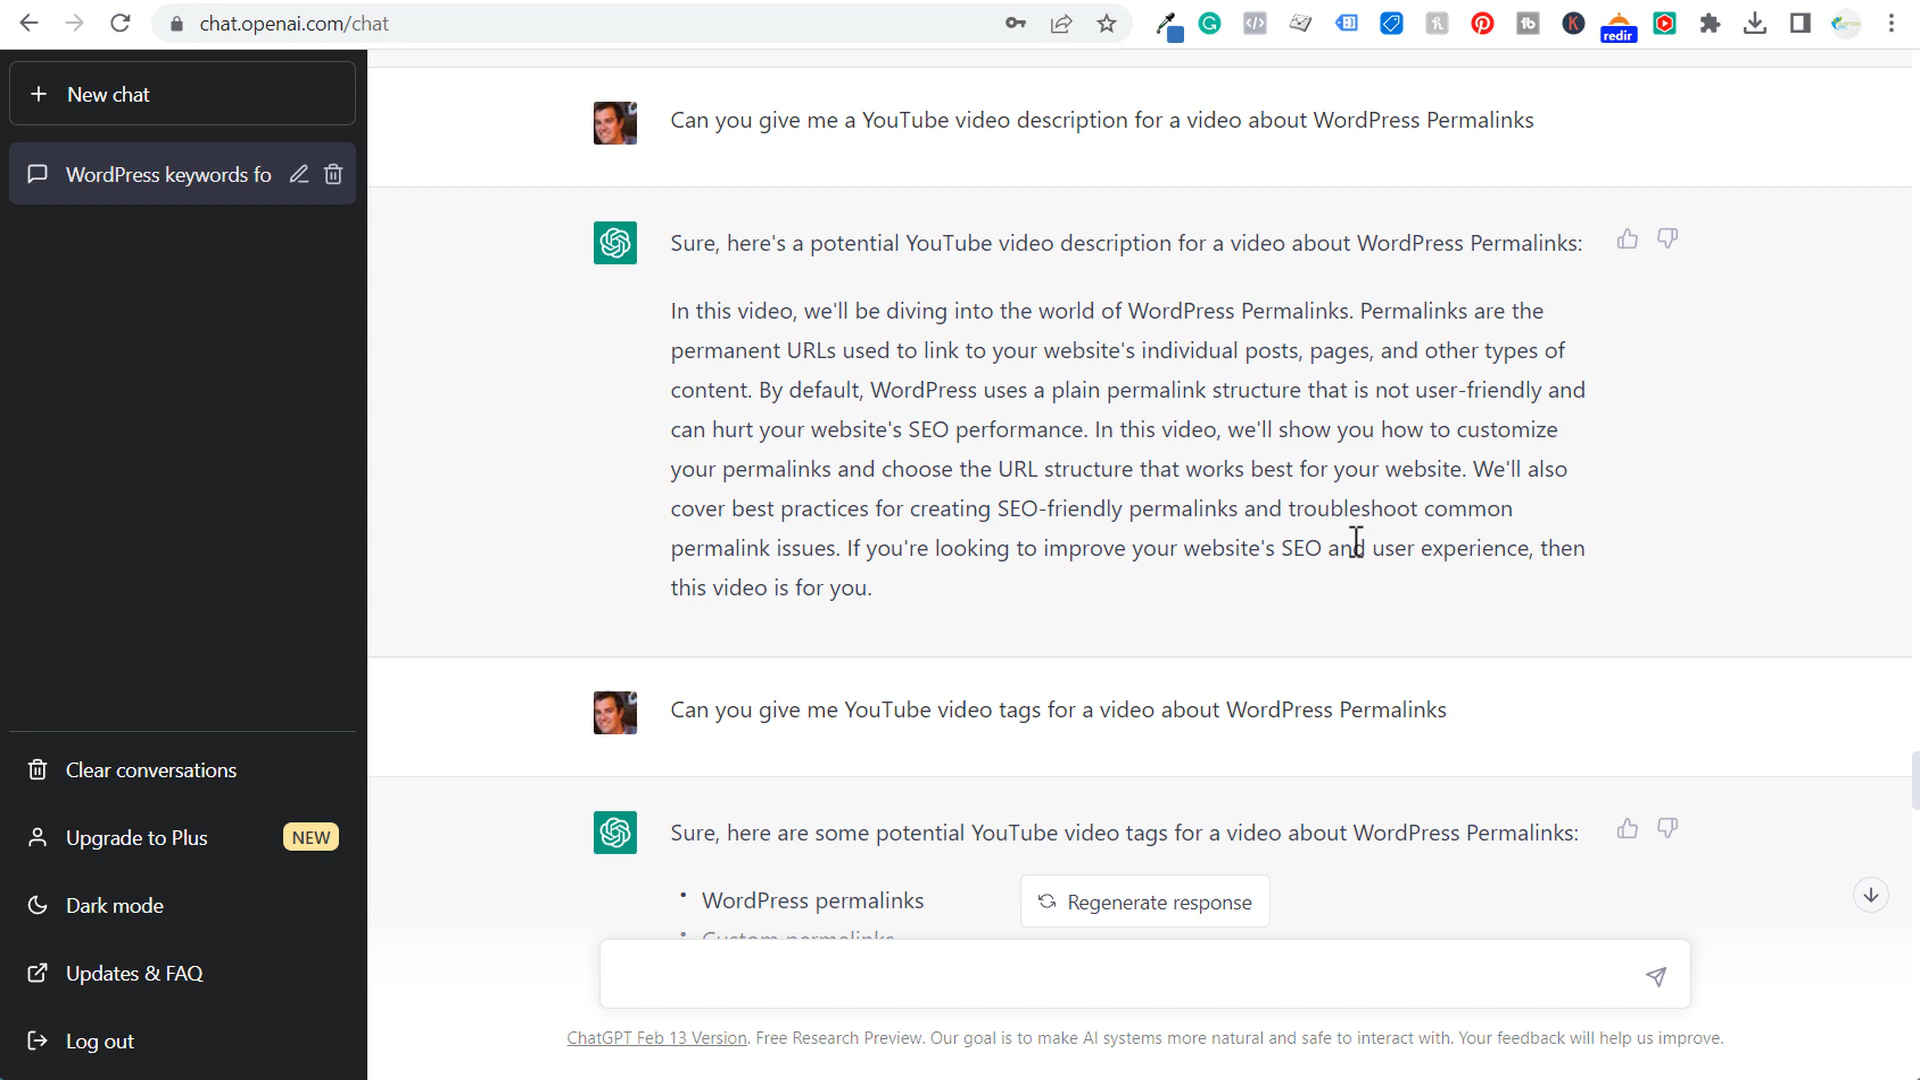 chat.openai.com/chat
redir
New chat
WordPress keywords fo
Can you give me a YouTube video description for a video about WordPress Permalinks
Sure, here's a potential YouTube video description for a video about WordPress Permalinks:
In this video, we'll be diving into the world of WordPress Permalinks. Permalinks are the
permanent URLs used to link to your website's individual posts, pages, and other types of
content. By default, WordPress uses a plain permalink structure that is not user-friendly and
can hurt your website's SEO performance. In this video, we'll show you how to customize
your permalinks and choose the URL structure that works best for your website. We'll also
cover best practices for creating SEO-friendly permalinks and troubleshoot common
permalink issues. If you're looking to improve your website's SEO and user experience, then
this video is for you.
Can you give me YouTube video tags for a video about WordPress Permalinks
Sure, here are some potential YouTube video tags for a video about WordPress Permalinks:
• WordPress permalinks
• Custom permalinks
Regenerate response
Clear conversations
Upgrade to Plus NEW
Dark mode
Updates & FAQ
Log out
ChatGPT Feb 13 Version. Free Research Preview. Our goal is to make AI systems more natural and safe to interact with. Your feedback will help us improve.